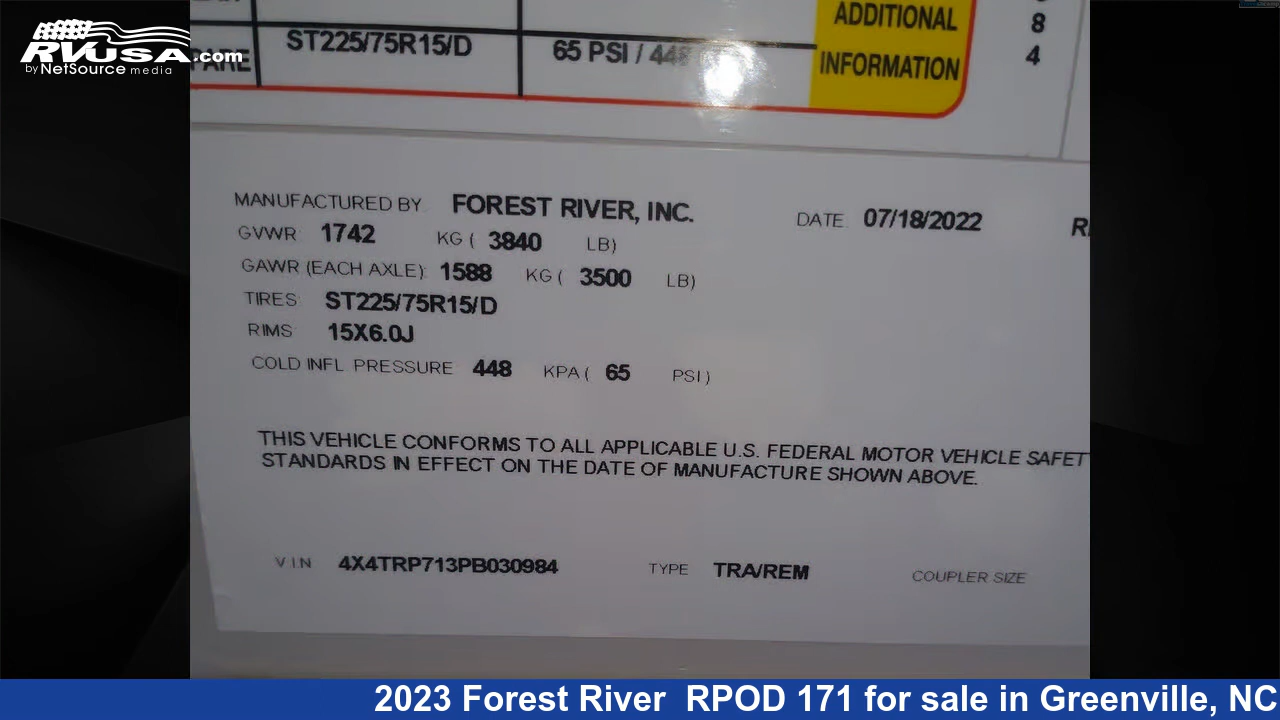 RVUSA.com
by NetSource media
ADDITIONAL
INFORMATION
ST225/75R15/D
65 PSI / 448
8
4
MANUFACTURED BY FOREST RIVER, INC. DATE 07/18/2022
GVWR 1742 KG ( 3840 LB)
GAWR (EACH AXLE) 1588 KG ( 3500 LB)
TIRES ST225/75R15/D
RIMS 15X6.0J
COLD INFL PRESSURE 448 KPA ( 65 PSI )
THIS VEHICLE CONFORMS TO ALL APPLICABLE U.S. FEDERAL MOTOR VEHICLE SAFET
STANDARDS IN EFFECT ON THE DATE OF MANUFACTURE SHOWN ABOVE.
VIN 4X4TRP713PB030984 TYPE TRA/REM COUPLER SIZE
2023 Forest River RPOD 171 for sale in Greenville, NC